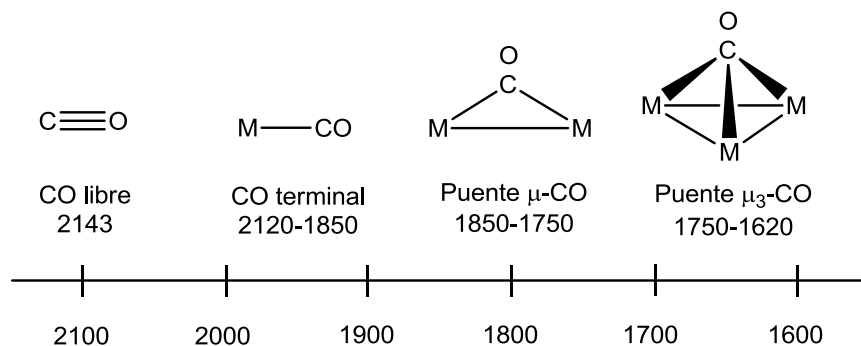 O
C
O
C
C≡O
M—CO
M M
M M
M
CO libre
CO terminal
Puente μ-CO
Puente μ₃-CO
2143
2120-1850
1850-1750
1750-1620
2100 2000 1900 1800 1700 1600